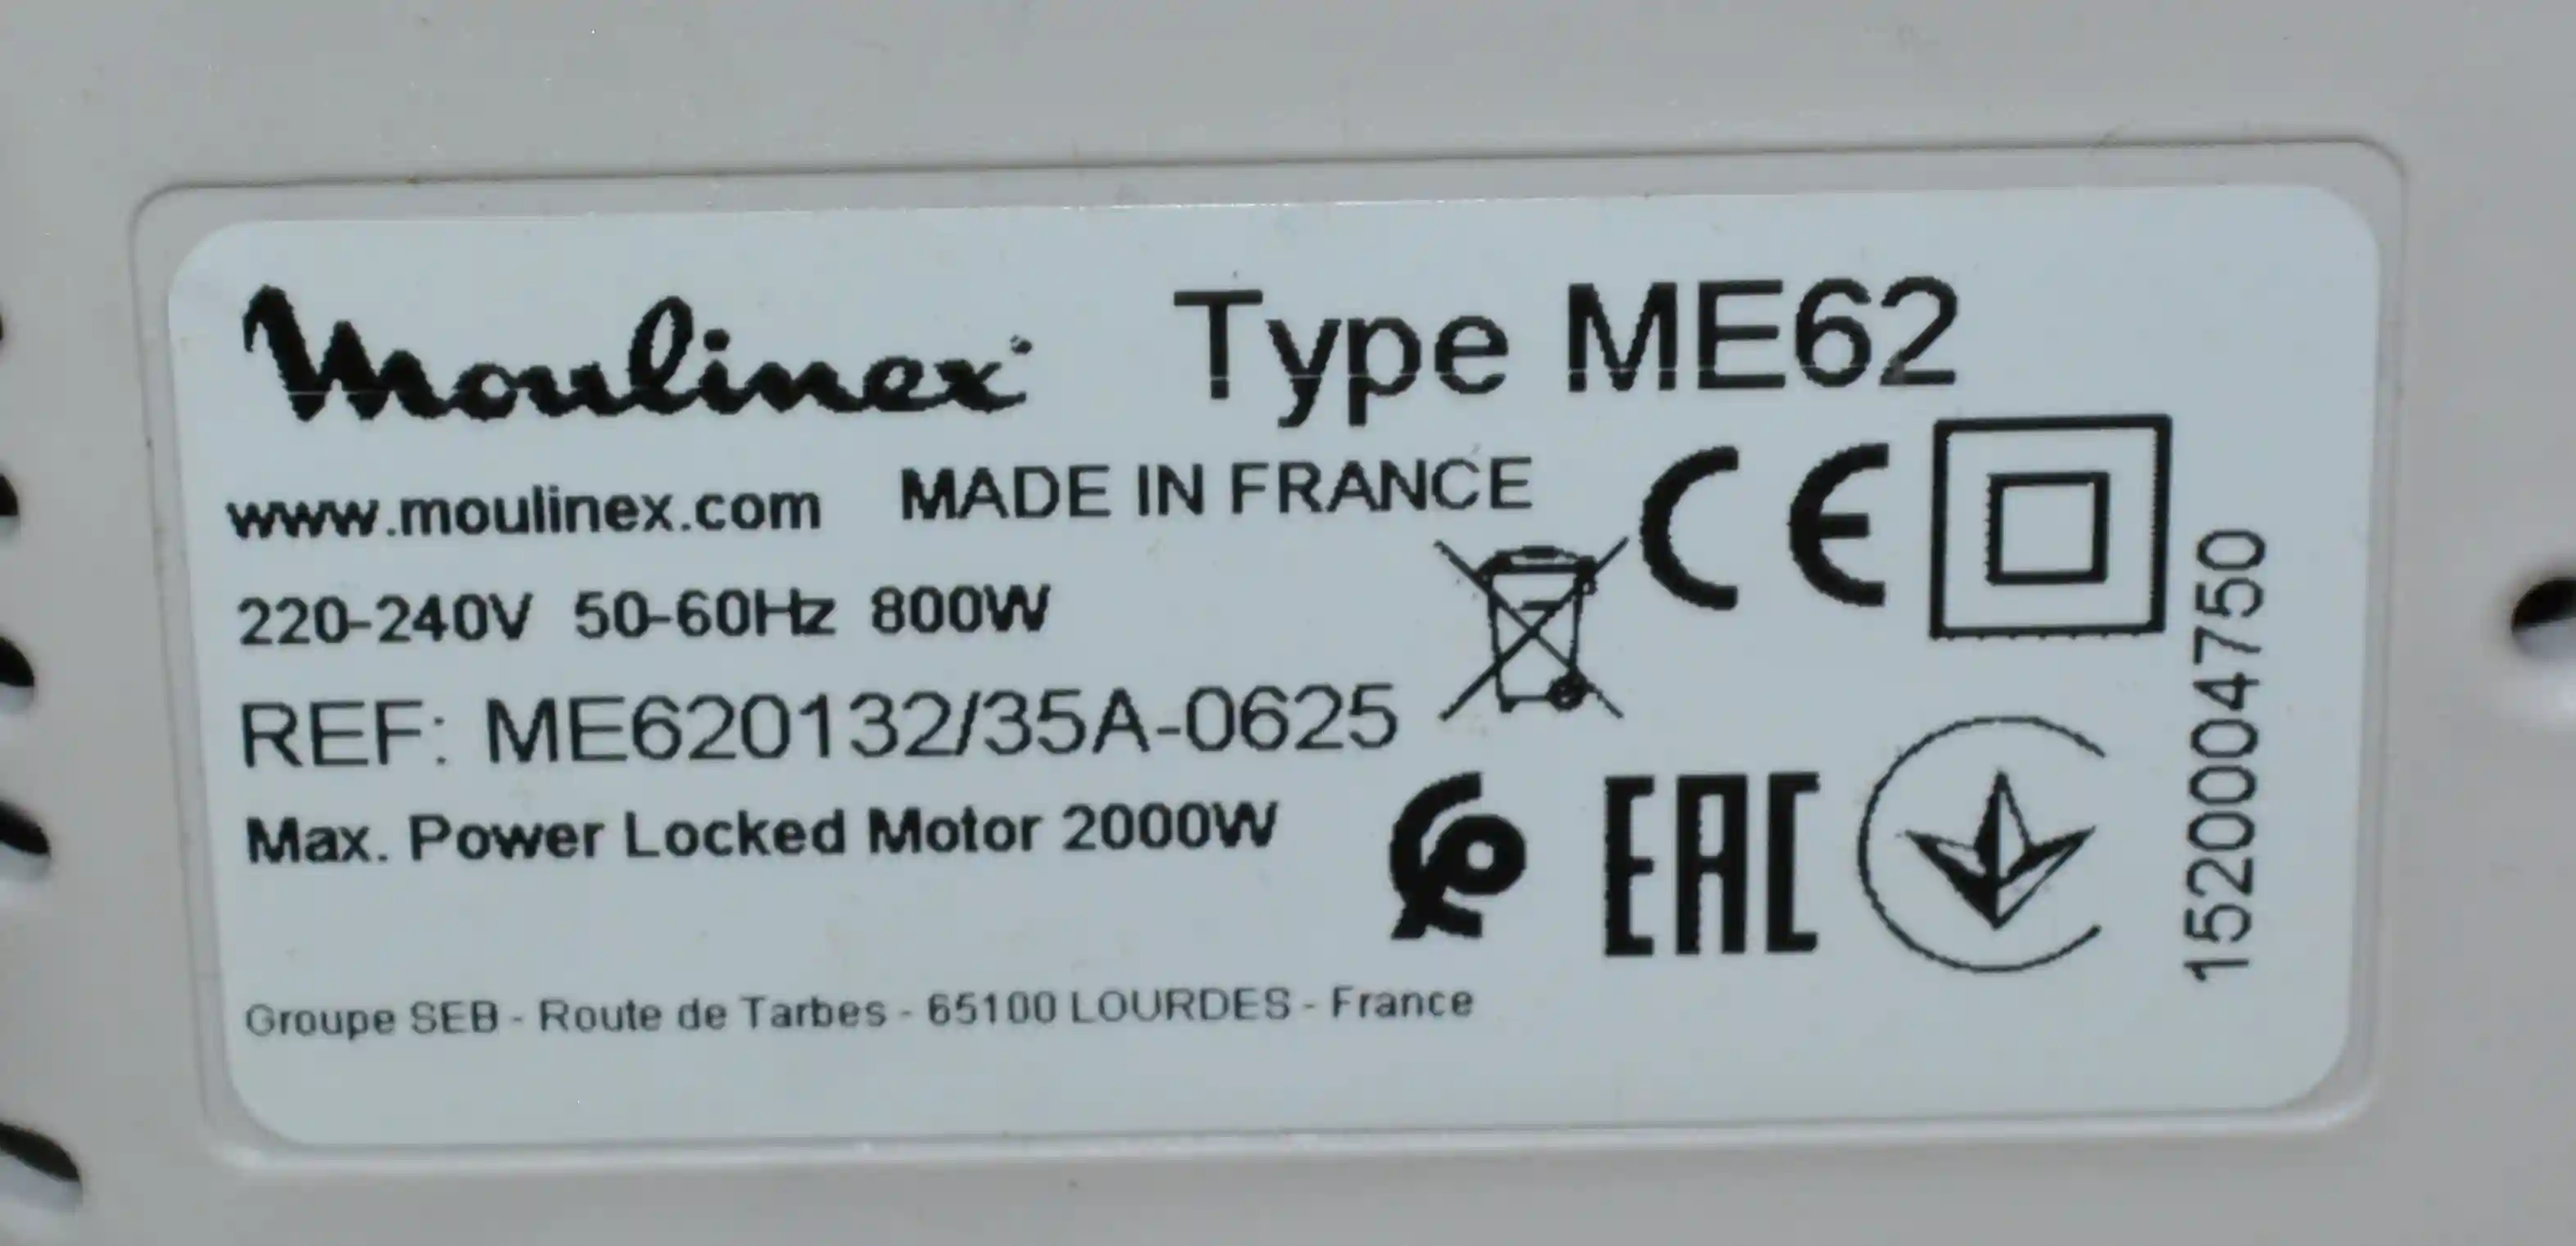 Moulinex Type ME62
www.moulinex.com MADE IN FRANCE
CE
220-240V 50-60Hz 800W
REF: ME620132/35A-0625
Max. Power Locked Motor 2000W
EAC
Groupe SEB - Route de Tarbes - 65100 LOURDES - France
1520004750